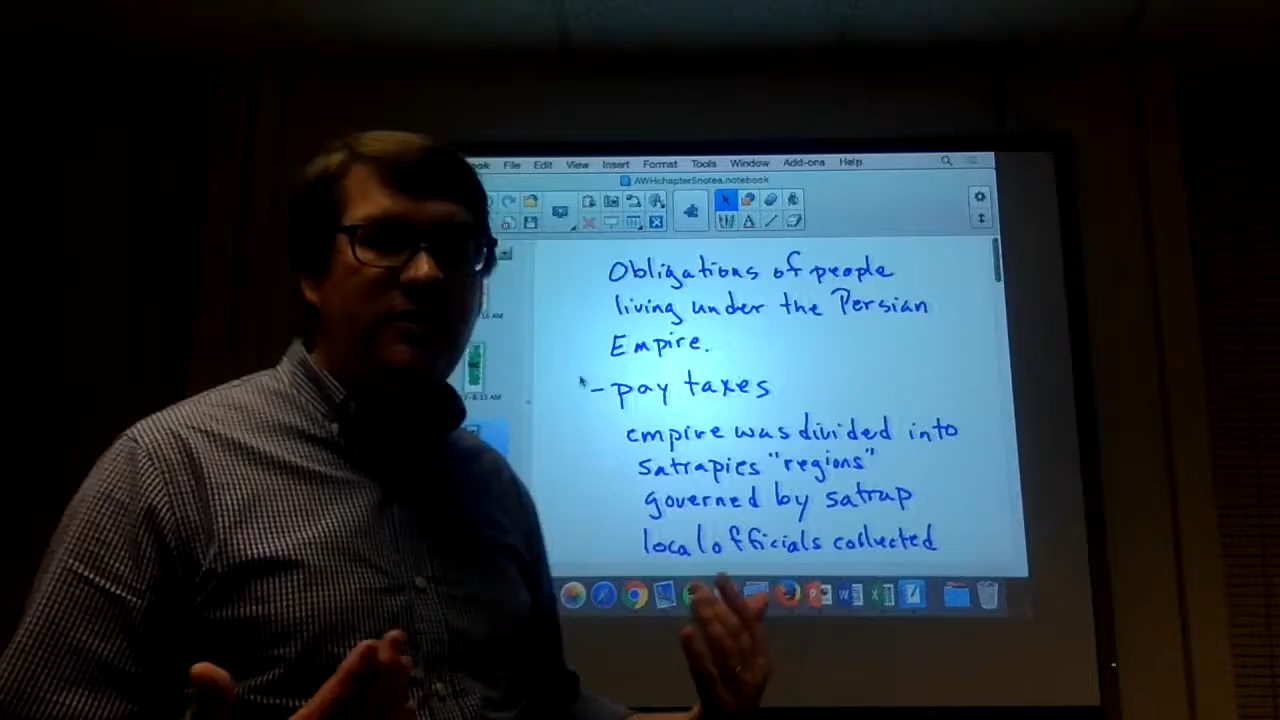 File Edit View Insert Format Tools Window Add-ons Help
AWHchapter5notes.notebook
Obligations of people
living under the Persian
Empire.
- pay taxes
empire was divided into
satrapies "regions"
governed by satrap
local officials collected